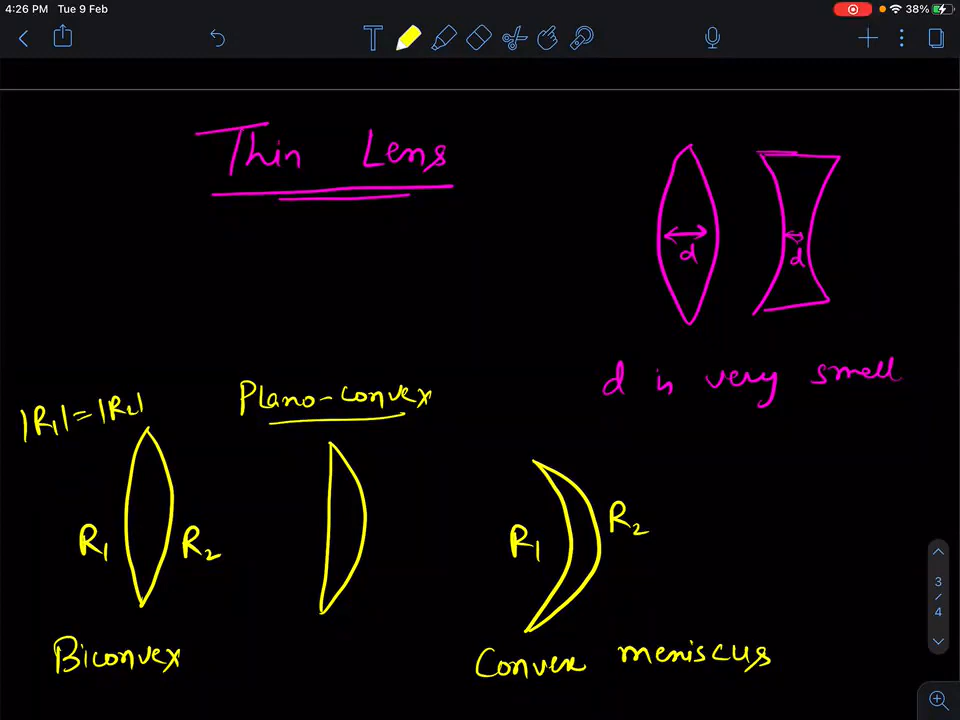 4:26 PM Tue 9 Feb
38%
T
Thin Lens
d
d
d is very smell
Plano-convex
|R₁|=|R₂|
R₁
R₂
R₁
R₂
3
/
4
Biconvex
Convex meniscus